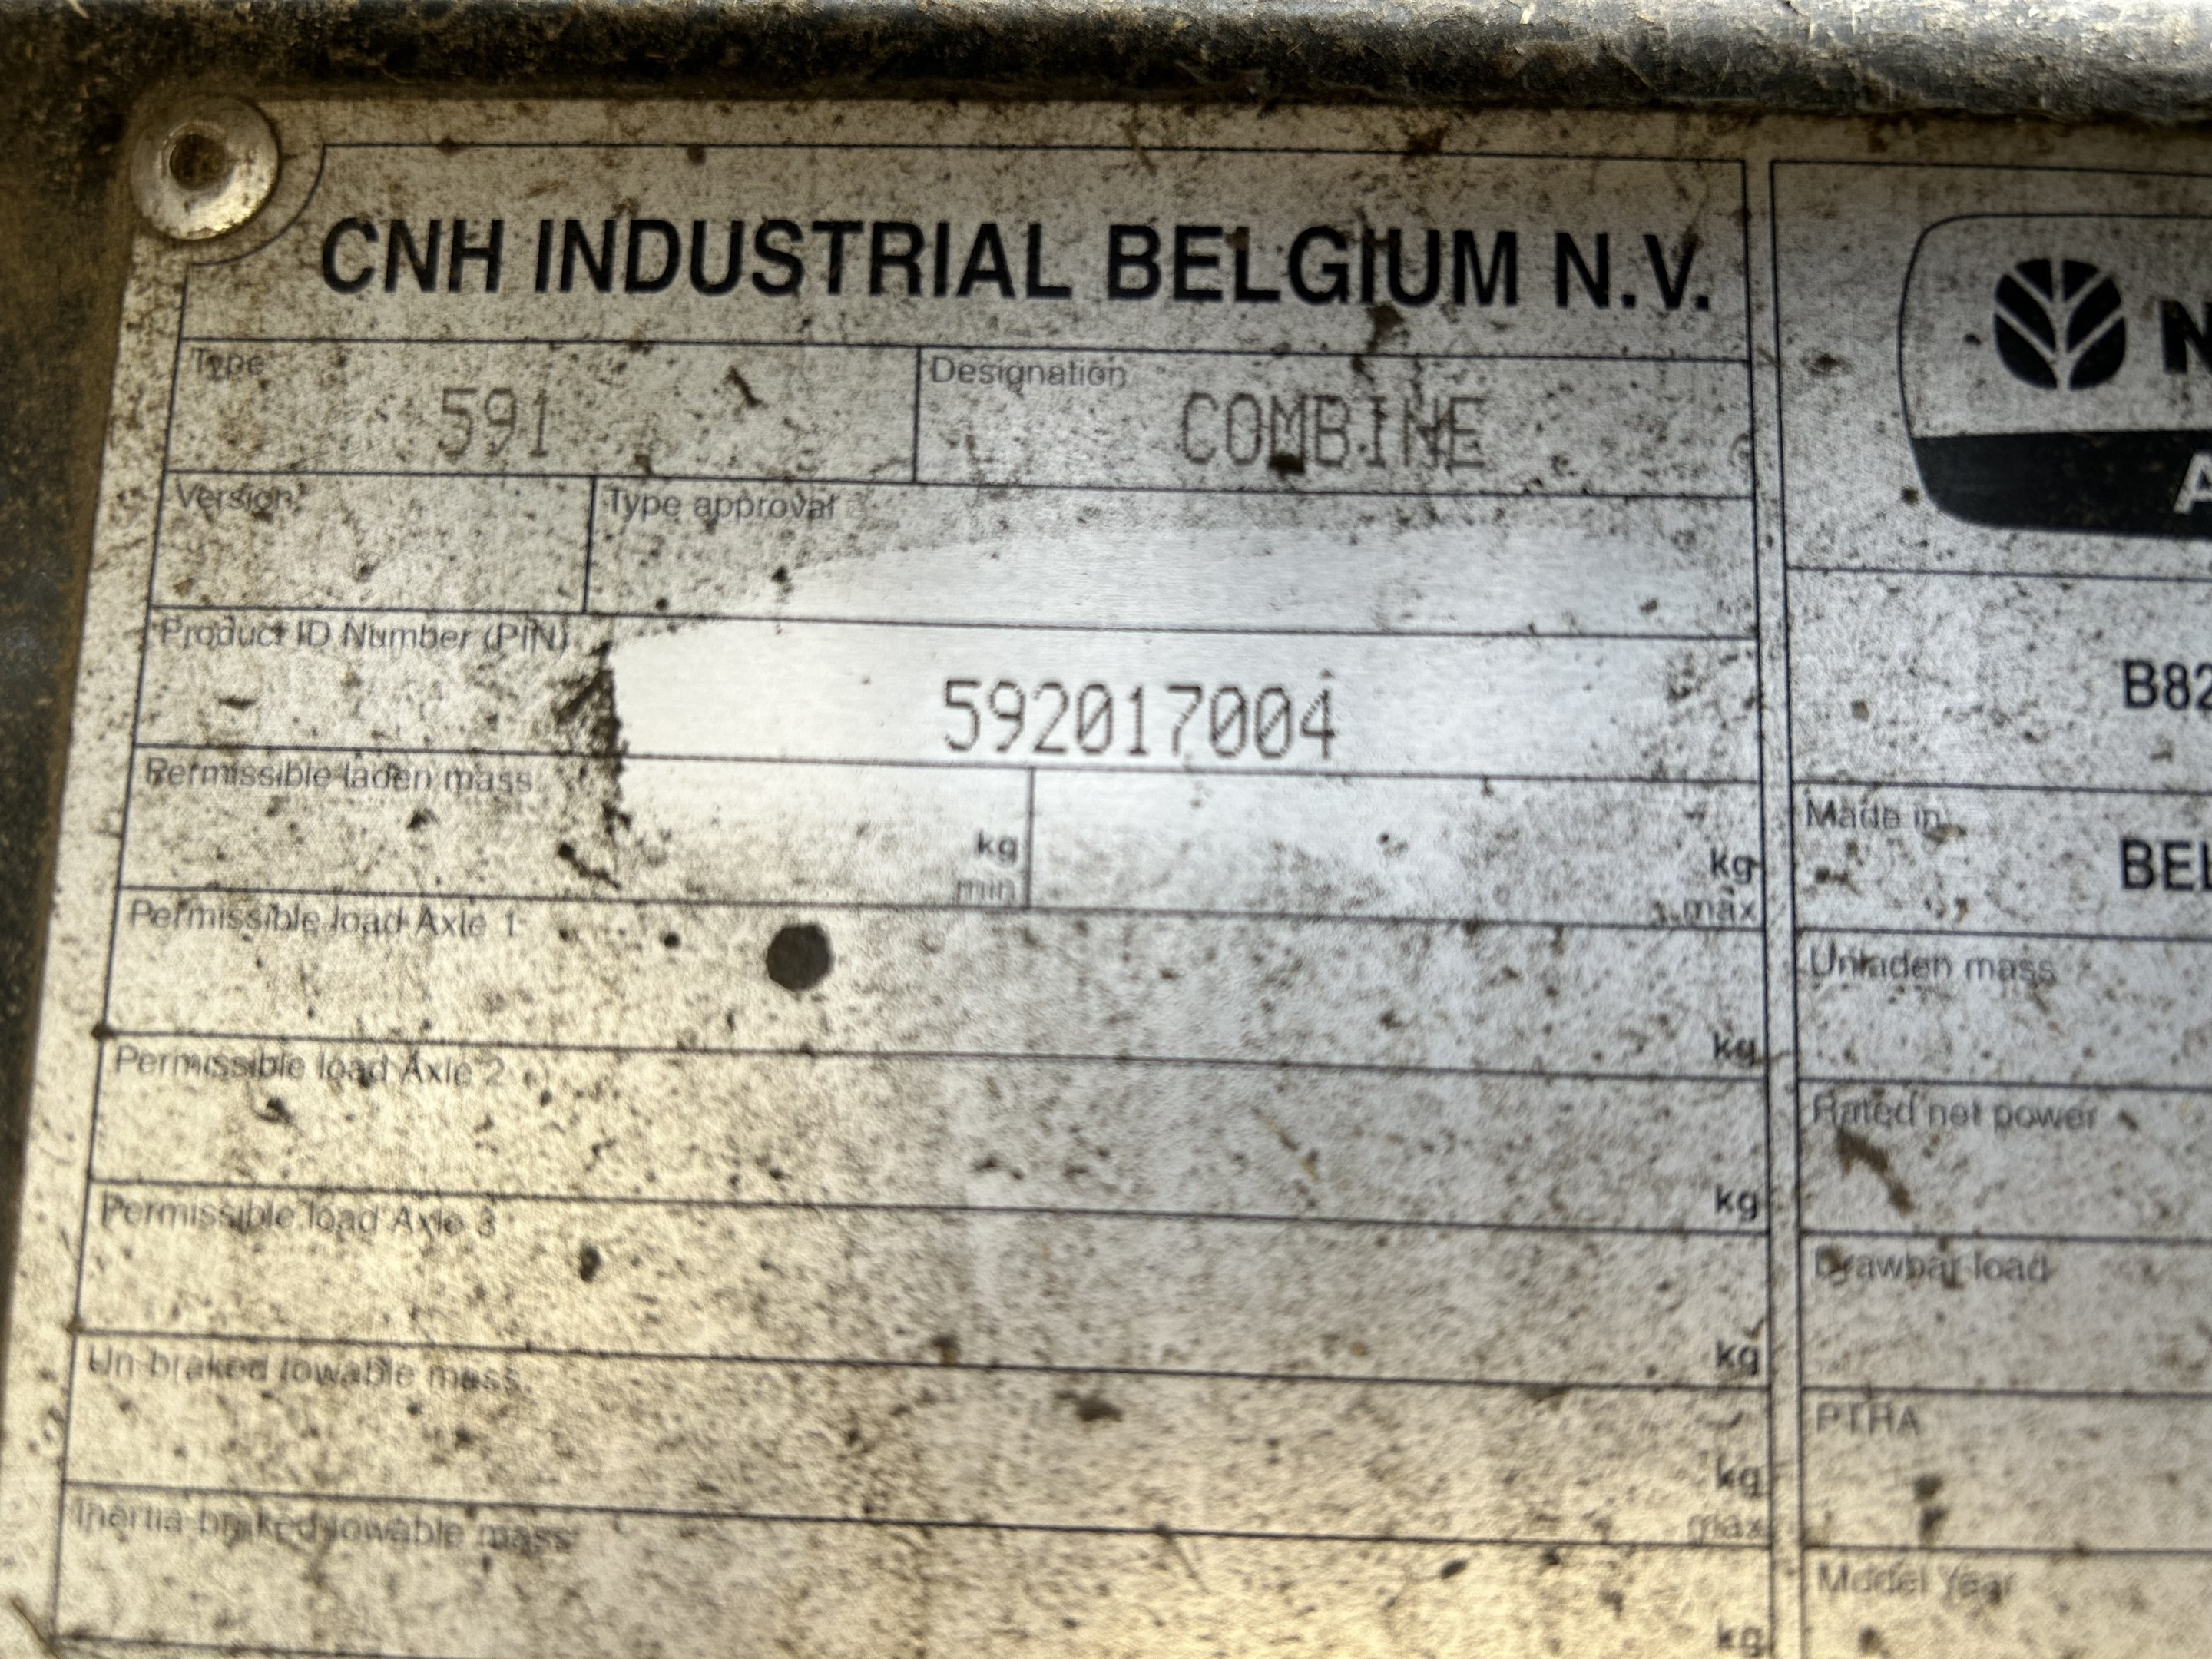 CNH INDUSTRIAL BELGIUM N.V.
Type
591
Designation
COMBINE
Version
Type approval
Product ID Number (PIN)
592017004
Permissible laden mass
kg
min
kg
max
Permissible load Axle 1
kg
Permissible load Axle 2
kg
Permissible load Axle 3
kg
Un-braked towable mass
kg
max
Inertia braked towable mass
kg
N
A
B82
Made in
BEL
Unladen mass
Rated net power
Drawbar load
PTRA
Model Year